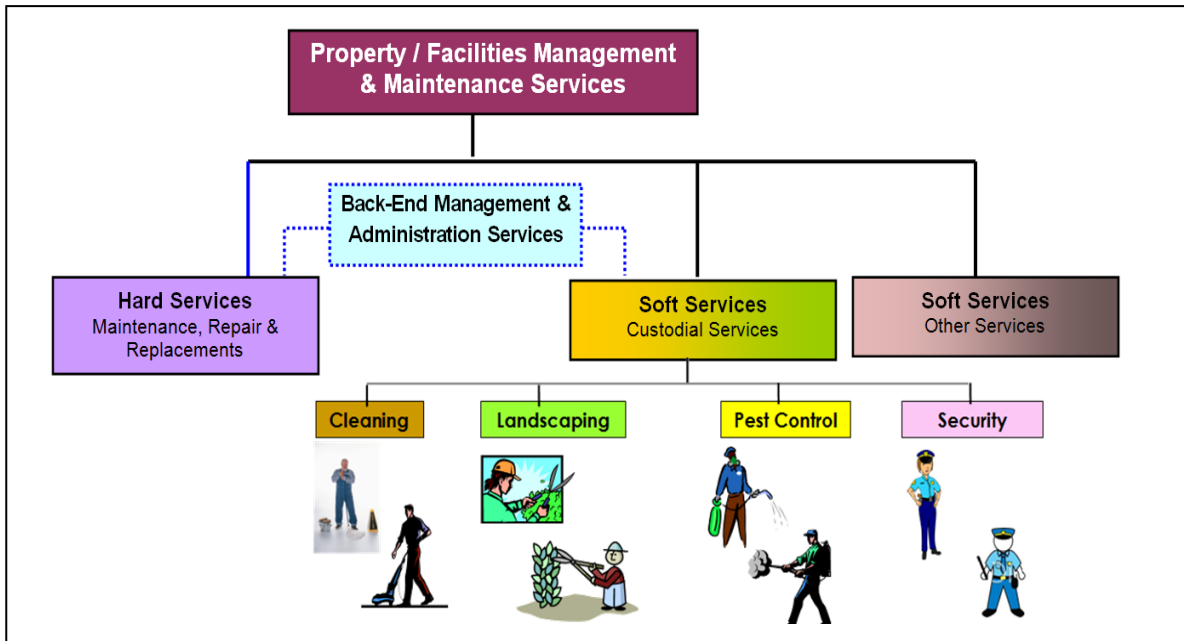 Property / Facilities Management
& Maintenance Services
Back-End Management &
Administration Services
Hard Services
Maintenance, Repair &
Replacements
Soft Services
Custodial Services
Soft Services
Other Services
Cleaning
Landscaping
Pest Control
Security